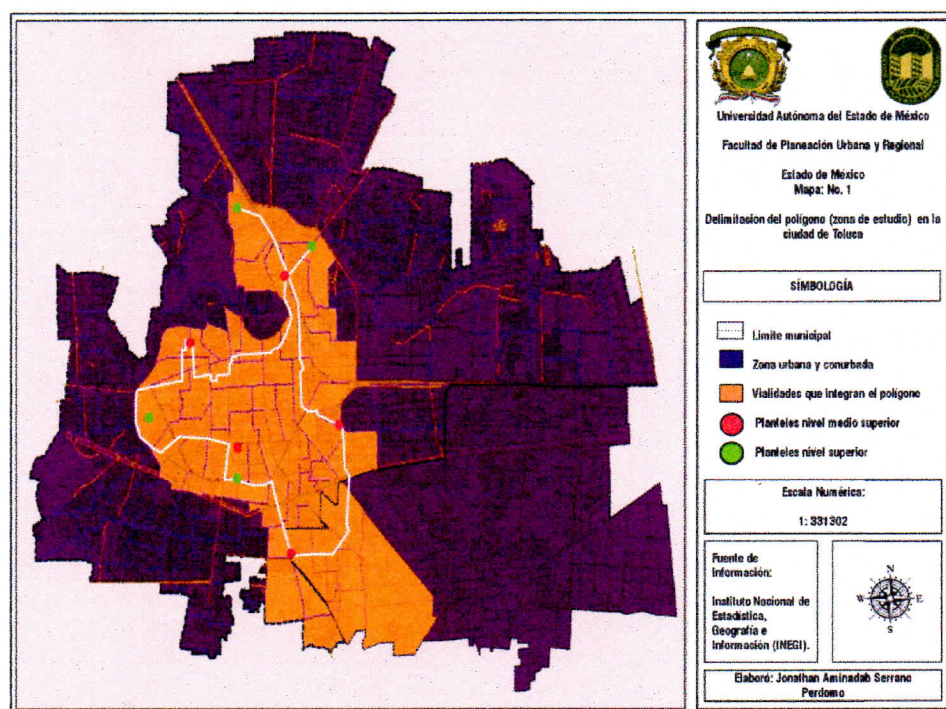 Universidad Autónoma del Estado de México
Facultad de Planeación Urbana y Regional
Estado de México
Mapa: No. 1
Delimitacion del polígono (zona de estudio) en la
ciudad de Toluca
SÍMBOLOGÍA
Limite municipal
Zona urbana y conurbada
Vialidades que integran el polígono
Planteles nivel medio superior
Planteles nivel superior
Escala Numérica:
1: 331302
Fuente de
Información:
Instituto Nacional de
Estadística,
Geografía e
Información (INEGI).
N
W E
S
Elaboró: Jonathan Aminadab Serrano
Perdomo